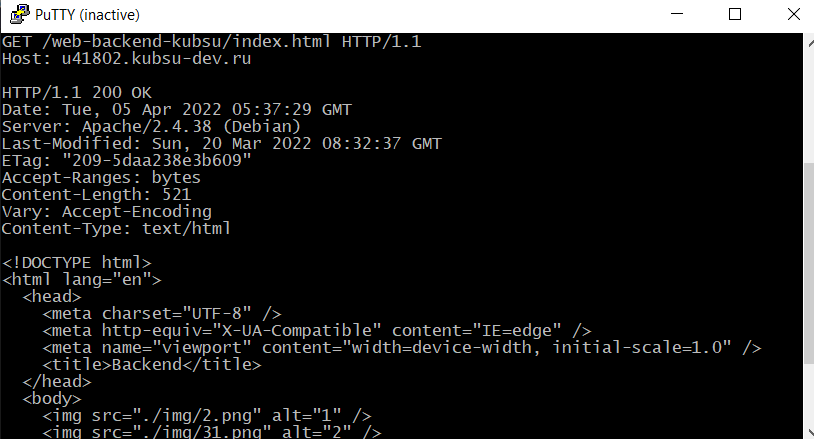 PuTTY (inactive)
GET /web-backend-kubsu/index.html HTTP/1.1
Host: u41802.kubsu-dev.ru

HTTP/1.1 200 OK
Date: Tue, 05 Apr 2022 05:37:29 GMT
Server: Apache/2.4.38 (Debian)
Last-Modified: Sun, 20 Mar 2022 08:32:37 GMT
ETag: "209-5daa238e3b609"
Accept-Ranges: bytes
Content-Length: 521
Vary: Accept-Encoding
Content-Type: text/html

<!DOCTYPE html>
<html lang="en">
  <head>
    <meta charset="UTF-8" />
    <meta http-equiv="X-UA-Compatible" content="IE=edge" />
    <meta name="viewport" content="width=device-width, initial-scale=1.0" />
    <title>Backend</title>
  </head>
  <body>
    <img src="./img/2.png" alt="1" />
    <img src="./img/31.png" alt="2" />